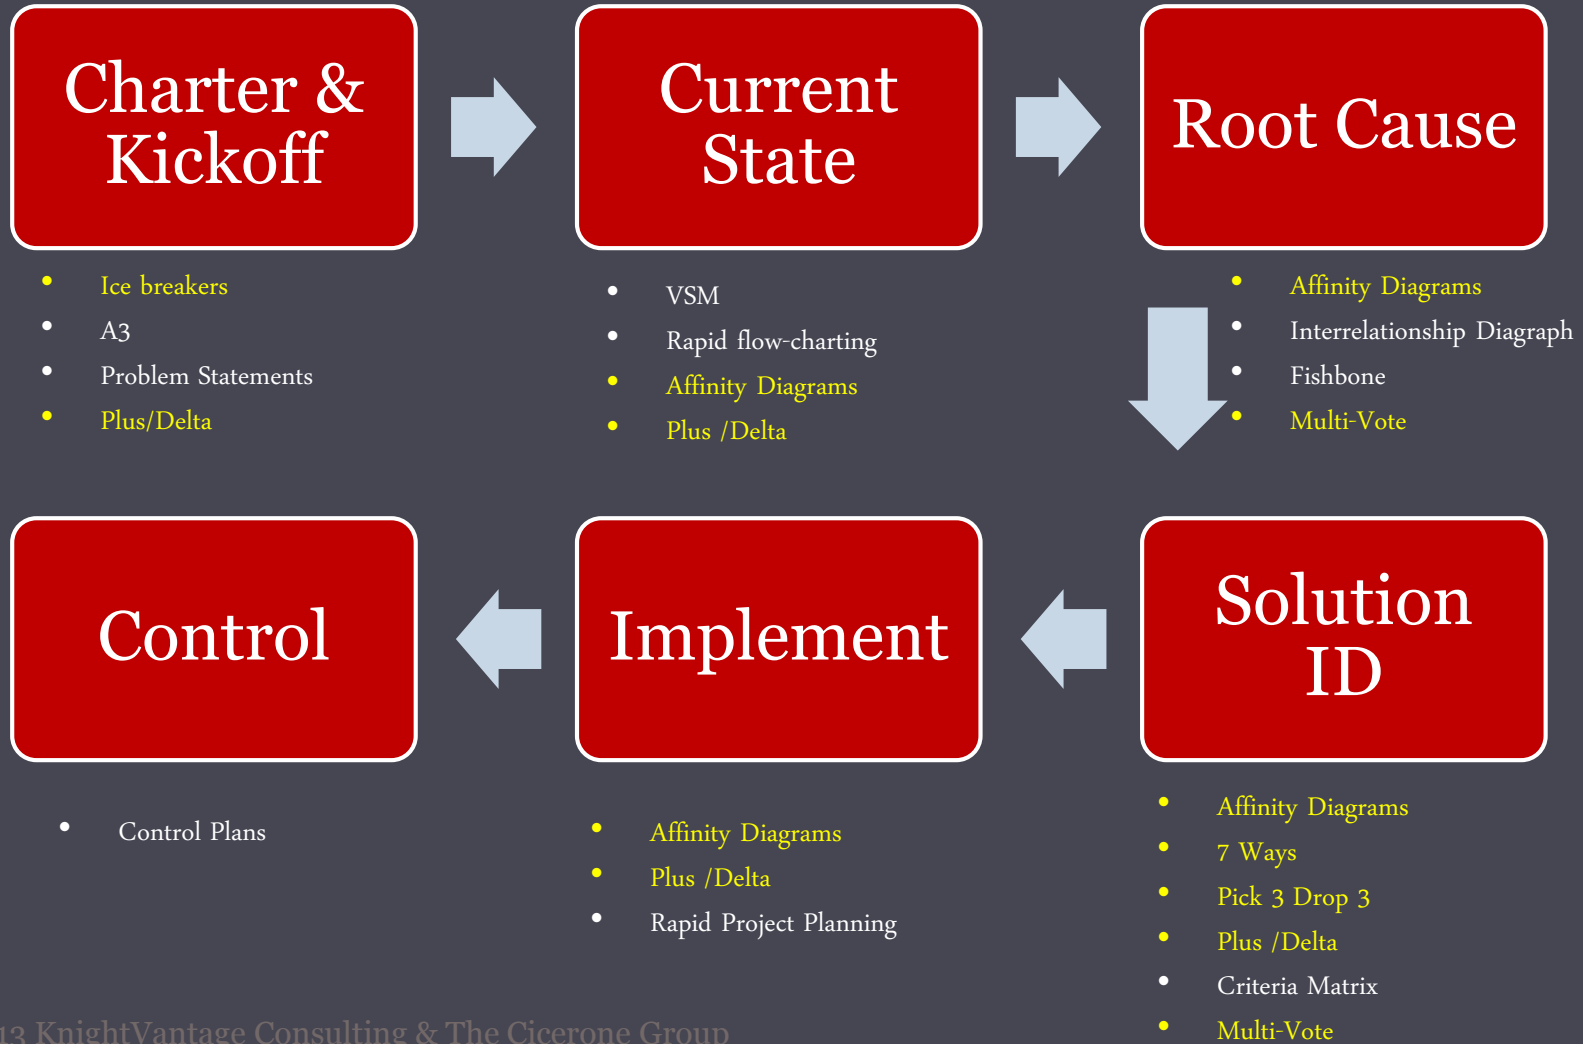 Charter &
Kickoff
Current
State
Root Cause
Ice breakers
A3
Problem Statements
Plus/Delta
VSM
Rapid flow-charting
Affinity Diagrams
Plus /Delta
Affinity Diagrams
Interrelationship Diagraph
Fishbone
Multi-Vote
Control
Implement
Solution
ID
Control Plans
Affinity Diagrams
Plus /Delta
Rapid Project Planning
Affinity Diagrams
7 Ways
Pick 3 Drop 3
Plus /Delta
Criteria Matrix
Multi-Vote
13 KnightVantage Consulting & The Cicerone Group